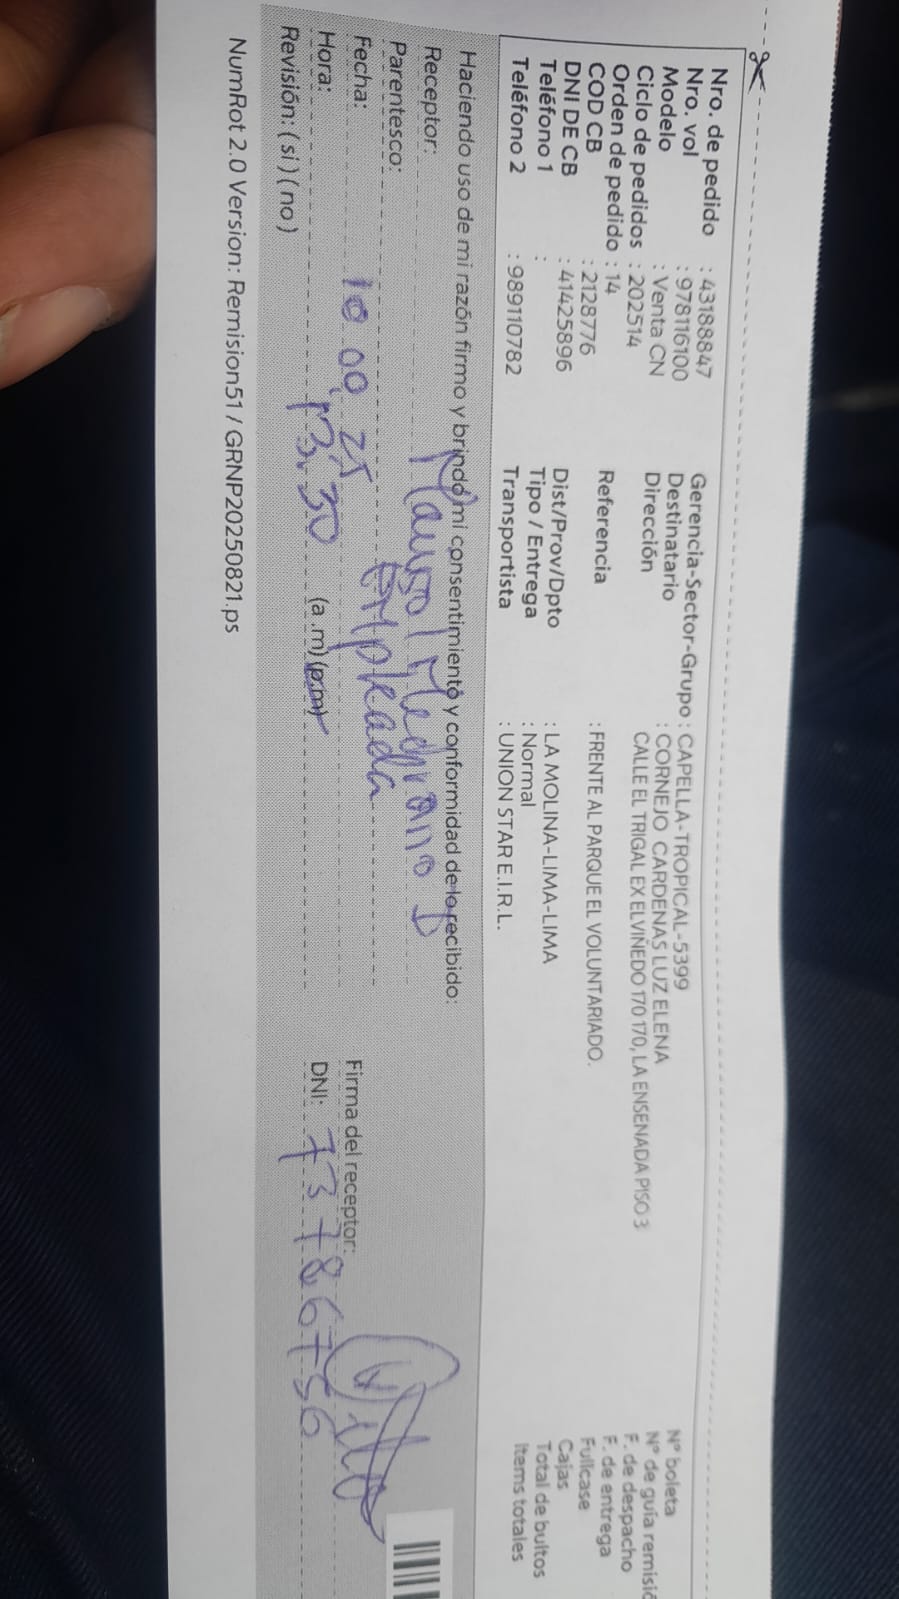 Nro. de pedido : 43188847
Nro. vol : 978116100
Modelo : Venta CN
Ciclo de pedidos : 202514
Orden de pedido : 14
COD CB : 2128776
DNI DE CB : 41425896
Teléfono 1 :
Teléfono 2 : 989110782
Gerencia-Sector-Grupo : CAPELLA-TROPICAL-5399
Destinatario : CORNEJO CARDENAS LUZ ELENA
Dirección : CALLE EL TRIGAL EX ELVIÑEDO 170 170, LA ENSENADA PISO 3
Referencia : FRENTE AL PARQUE EL VOLUNTARIADO.
Dist/Prov/Dpto : LA MOLINA-LIMA-LIMA
Tipo / Entrega : Normal
Transportista : UNION STAR E.I.R.L.
N° boleta
N° de guía remisió
F. de despacho
F. de entrega
Fullcase
Cajas
Total de bultos
Items totales
Haciendo uso de mi razón firmo y brindo mi consentimiento y conformidad de lo recibido:
Receptor: Medrano D
Parentesco: Empleada
Fecha: 10 09 25
Hora: 13:30 (a.m) (p.m)
Revisión: ( si ) ( no )
Firma del receptor:
DNI: 73786756
NumRot 2.0 Version: Remision51 / GRNP20250821.ps